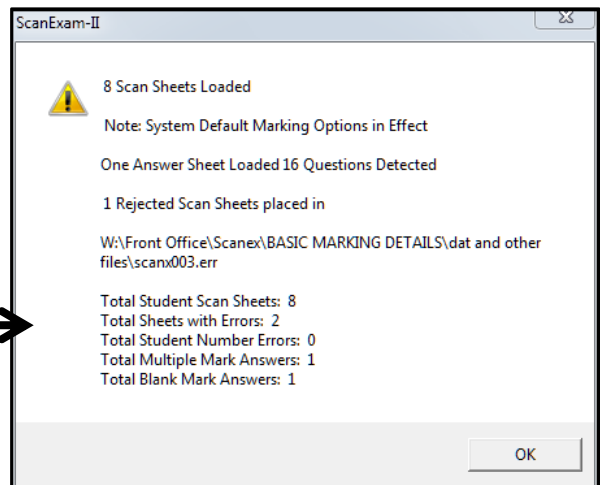 ScanExam-II
8 Scan Sheets Loaded
Note: System Default Marking Options in Effect
One Answer Sheet Loaded 16 Questions Detected
1 Rejected Scan Sheets placed in
W:\Front Office\Scanex\BASIC MARKING DETAILS\dat and other
files\scanx003.err
Total Student Scan Sheets: 8
Total Sheets with Errors: 2
Total Student Number Errors: 0
Total Multiple Mark Answers: 1
Total Blank Mark Answers: 1
OK